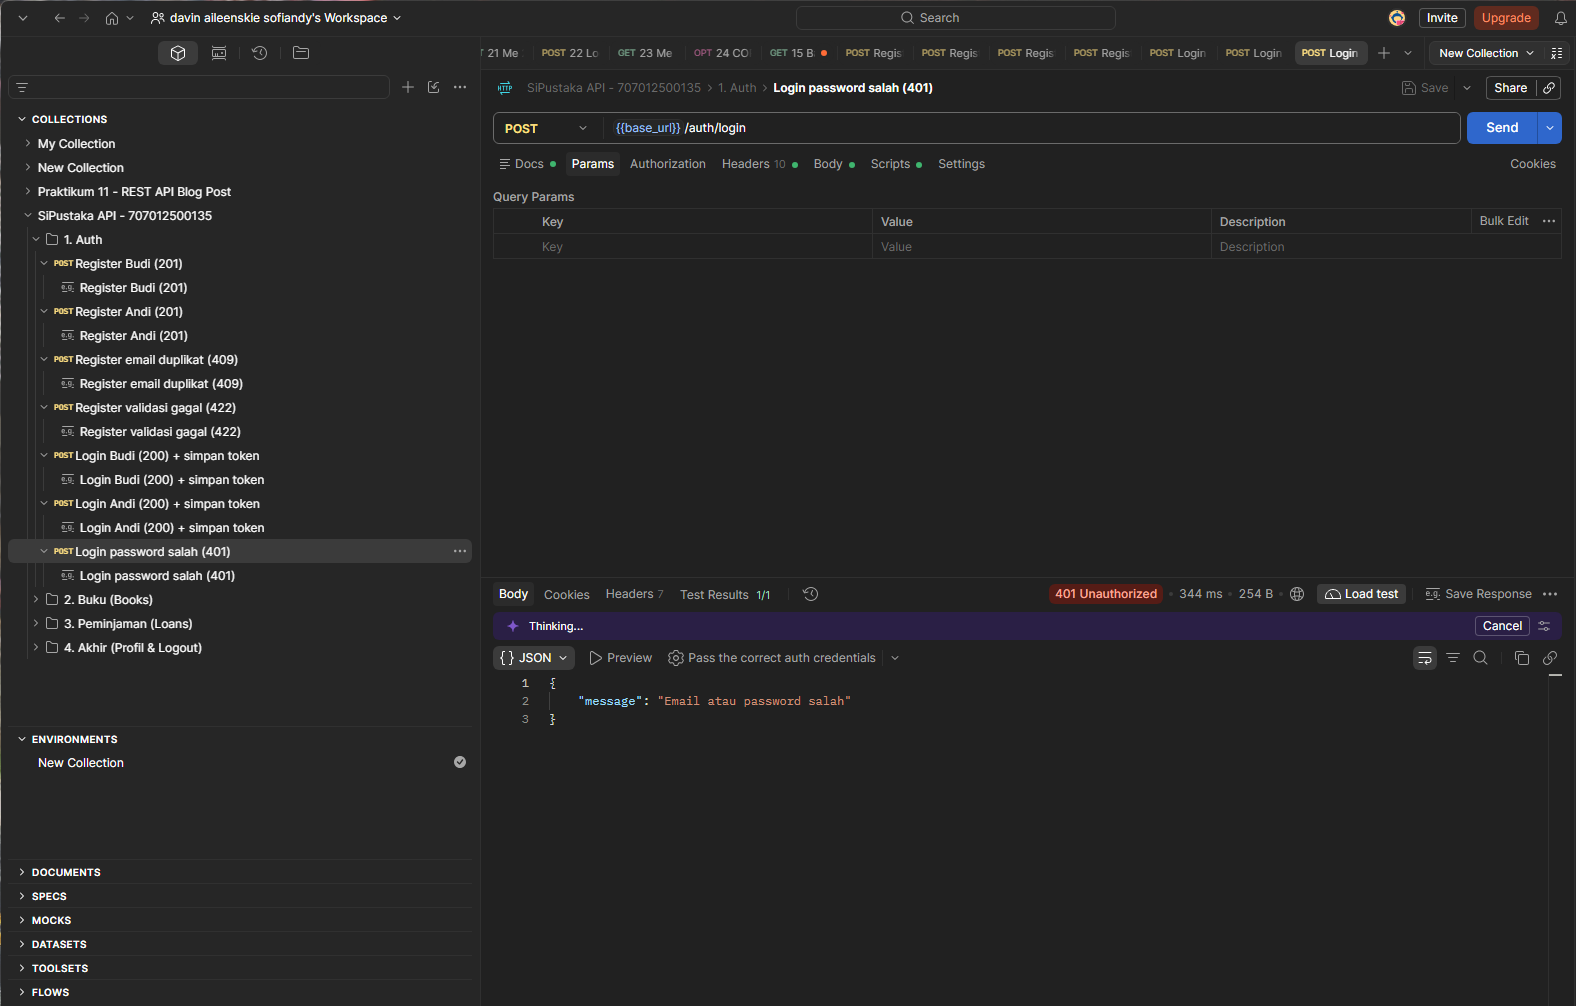 davin aileenskie sofiandy's Workspace
Search
Invite
Upgrade
21 Me
POST 22 Lo
GET 23 Me
OPT 24 CO
GET 15 B
POST Regis
POST Regis
POST Regis
POST Regis
POST Login
POST Login
POST Login
New Collection
COLLECTIONS
My Collection
New Collection
Praktikum 11 - REST API Blog Post
SiPustaka API - 707012500135
1. Auth
POST Register Budi (201)
e.g. Register Budi (201)
POST Register Andi (201)
e.g. Register Andi (201)
POST Register email duplikat (409)
e.g. Register email duplikat (409)
POST Register validasi gagal (422)
e.g. Register validasi gagal (422)
POST Login Budi (200) + simpan token
e.g. Login Budi (200) + simpan token
POST Login Andi (200) + simpan token
e.g. Login Andi (200) + simpan token
POST Login password salah (401)
e.g. Login password salah (401)
2. Buku (Books)
3. Peminjaman (Loans)
4. Akhir (Profil & Logout)
ENVIRONMENTS
New Collection
DOCUMENTS
SPECS
MOCKS
DATASETS
TOOLSETS
FLOWS
HTTP SiPustaka API - 707012500135 > 1. Auth > Login password salah (401)
Save
Share
POST {{base_url}} /auth/login
Send
Docs Params Authorization Headers 10 Body Scripts Settings
Cookies
Query Params
Key Value Description Bulk Edit
Key Value Description
Body Cookies Headers 7 Test Results 1/1
401 Unauthorized 344 ms 254 B
Load test
e.g. Save Response
Thinking...
Cancel
{} JSON Preview Pass the correct auth credentials
1 {
2 "message": "Email atau password salah"
3 }